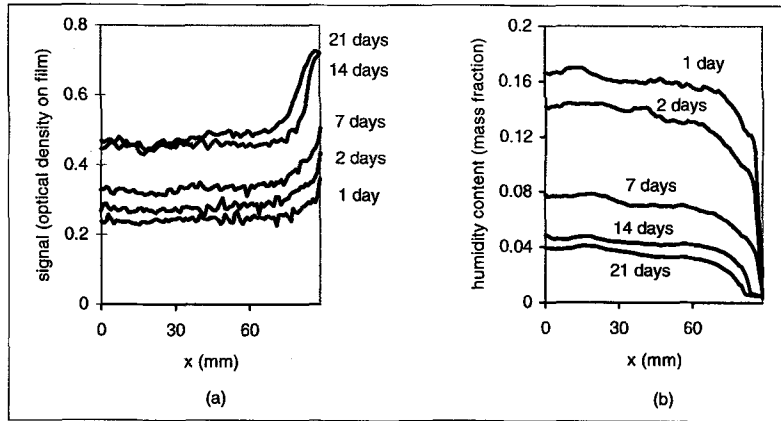 signal (optical density on film)
0.8
0.6
0.4
0.2
0
0
30
60
x (mm)
21 days
14 days
7 days
2 days
1 day
(a)
humidity content (mass fraction)
0.2
0.16
0.12
0.08
0.04
0
0
30
60
x (mm)
1 day
2 days
7 days
14 days
21 days
(b)